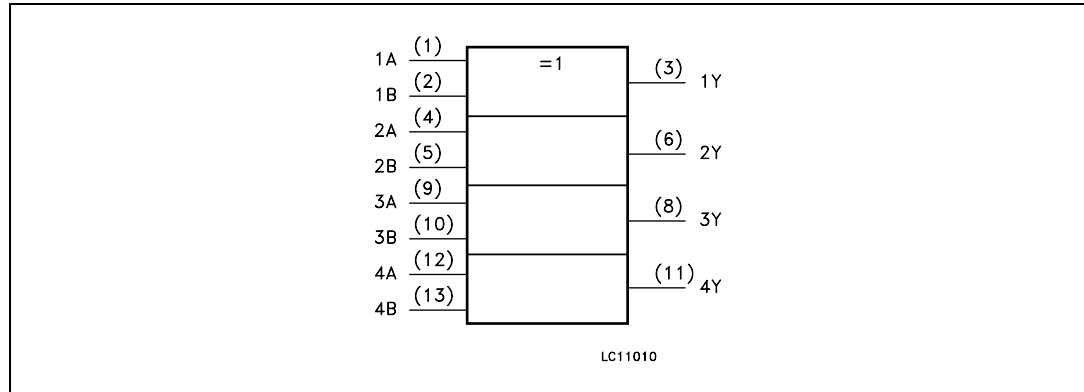 1A (1) =1 (3) 1Y
1B (2)
2A (4) (6) 2Y
2B (5)
3A (9) (8) 3Y
3B (10)
4A (12) (11) 4Y
4B (13)
LC11010